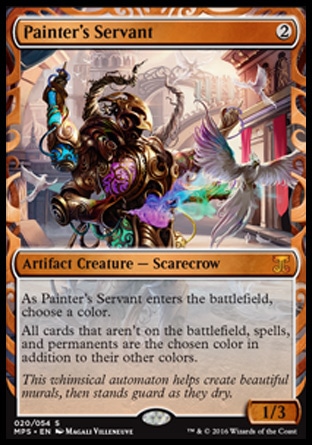 Painter's Servant 2
Artifact Creature — Scarecrow
As Painter's Servant enters the battlefield,
choose a color.
All cards that aren't on the battlefield, spells,
and permanents are the chosen color in
addition to their other colors.
This whimsical automaton helps create beautiful
murals, then stands guard as they dry.
1/3
020/054 S
MPS • EN Magali Villeneuve
™ & © 2016 Wizards of the Coast